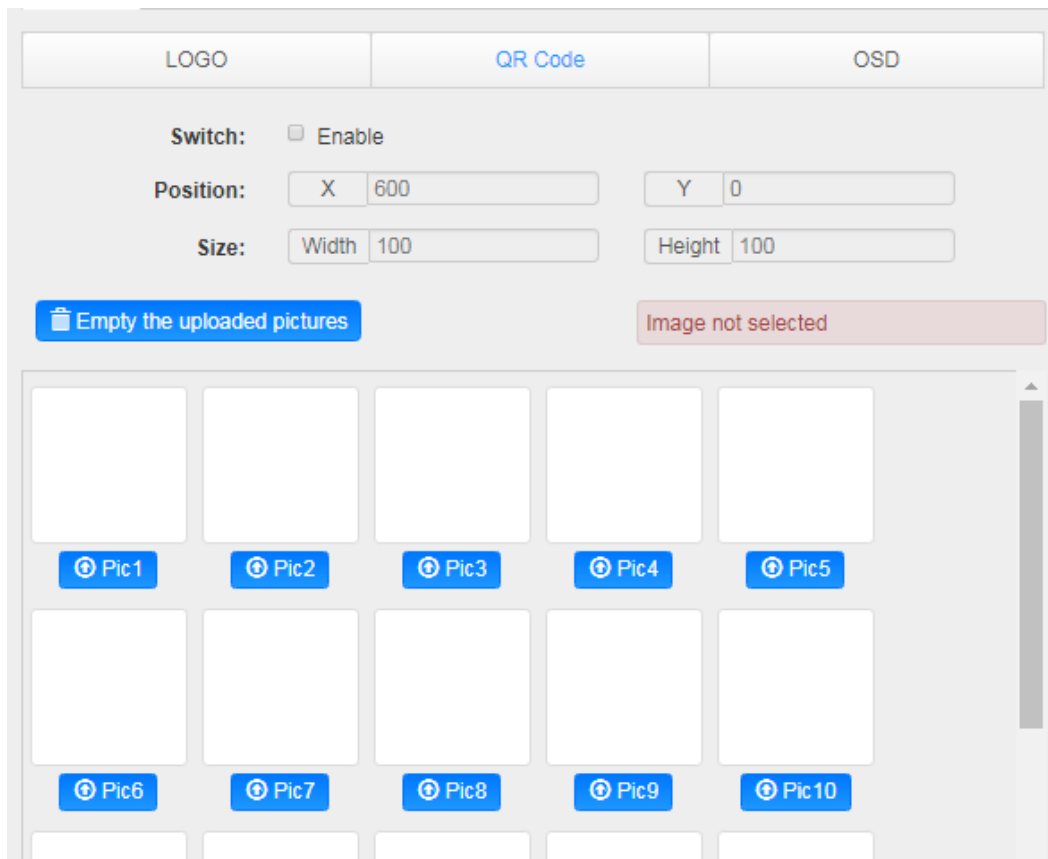 LOGO QR Code OSD
Switch: Enable
Position: X 600 Y 0
Size: Width 100 Height 100
Empty the uploaded pictures Image not selected
Pic1 Pic2 Pic3 Pic4 Pic5
Pic6 Pic7 Pic8 Pic9 Pic10